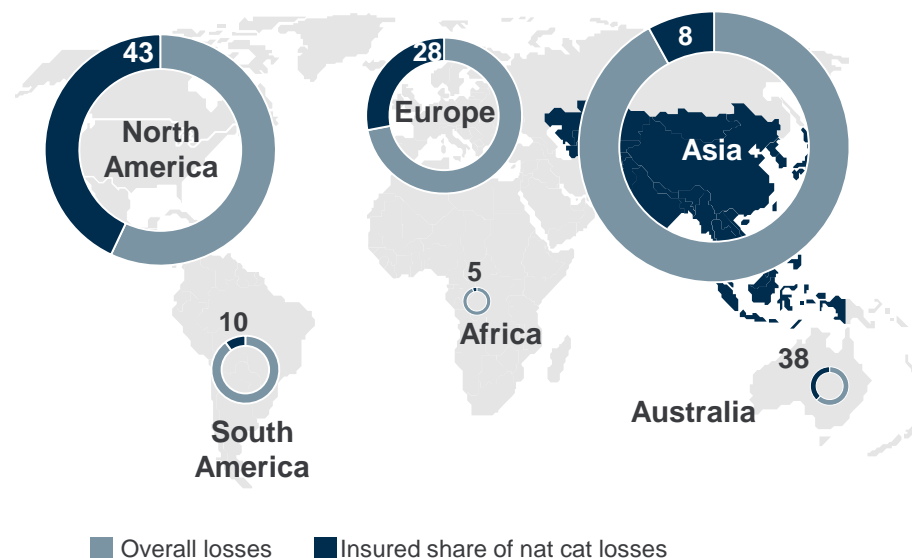 43
North
America
28
Europe
8
Asia
5
Africa
10
South
America
38
Australia
Overall losses
Insured share of nat cat losses